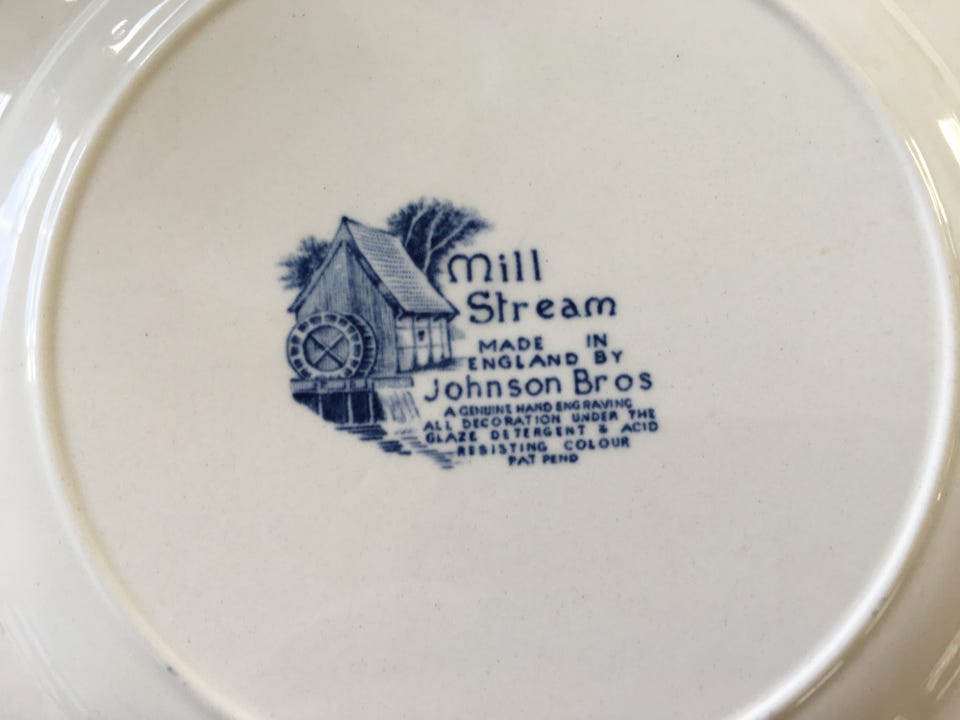 Mill
Stream
MADE IN
ENGLAND BY
Johnson Bros
A GENUINE HAND ENGRAVING
ALL DECORATION UNDER THE
GLAZE DETERGENT & ACID
RESISTING COLOUR
PAT PEND